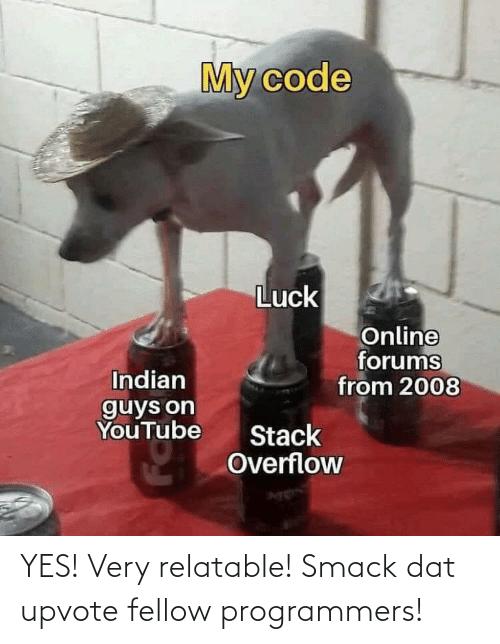 My code
Luck
Online
forums
from 2008
Indian
guys on
YouTube
Stack
Overflow
YES! Very relatable! Smack dat
upvote fellow programmers!